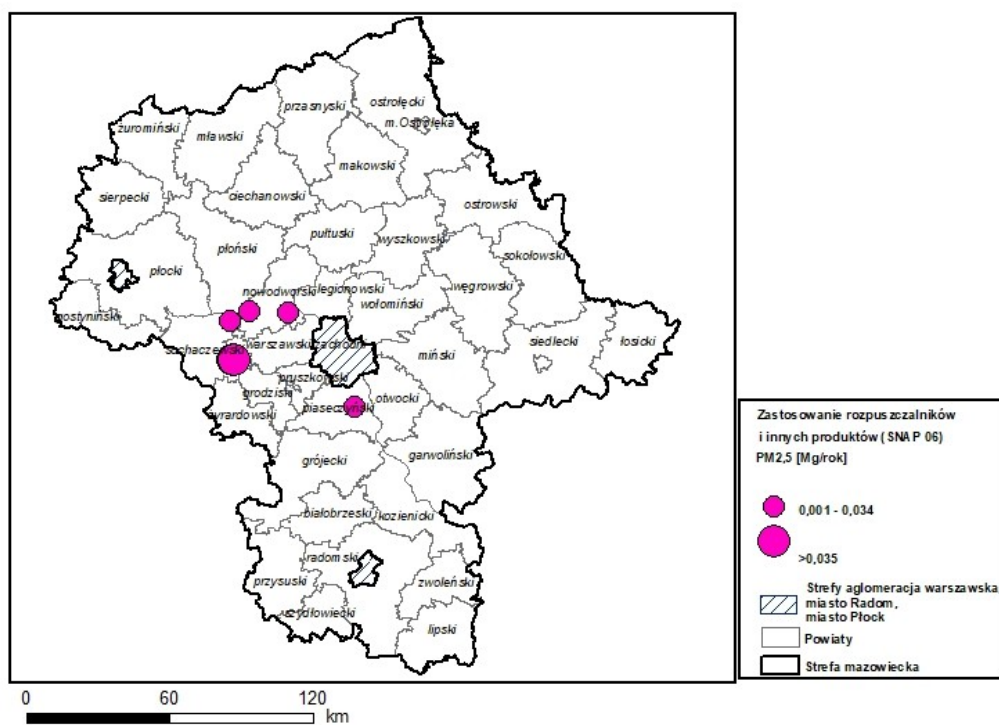 przasnyski
ostrołęcki
m.Ostrołęka
żuromiński
mławski
makowski
sierpecki
ciechanowski
ostrowski
pułtuski
wyszkowski
płoński
sokołowski
płocki
węgrowski
nowodworski
legionowski
wołomiński
gostyniński
sochaczewski
warszawski zachodni
miński
siedlecki
łosicki
pruszkowski
grodziski
otwocki
żyrardowski
piaseczyński
grójecki
garwoliński
białobrzeski
kozienicki
radomski
przysuski
zwoleński
szydłowiecki
lipski
Zastosowanie rozpuszczalników
i innych produktów (SNAP 06)
PM2,5 [Mg/rok]
0,001 - 0,034
>0,035
Strefy aglomeracja warszawska,
miasto Radom,
miasto Płock
Powiaty
Strefa mazowiecka
0 60 120
km